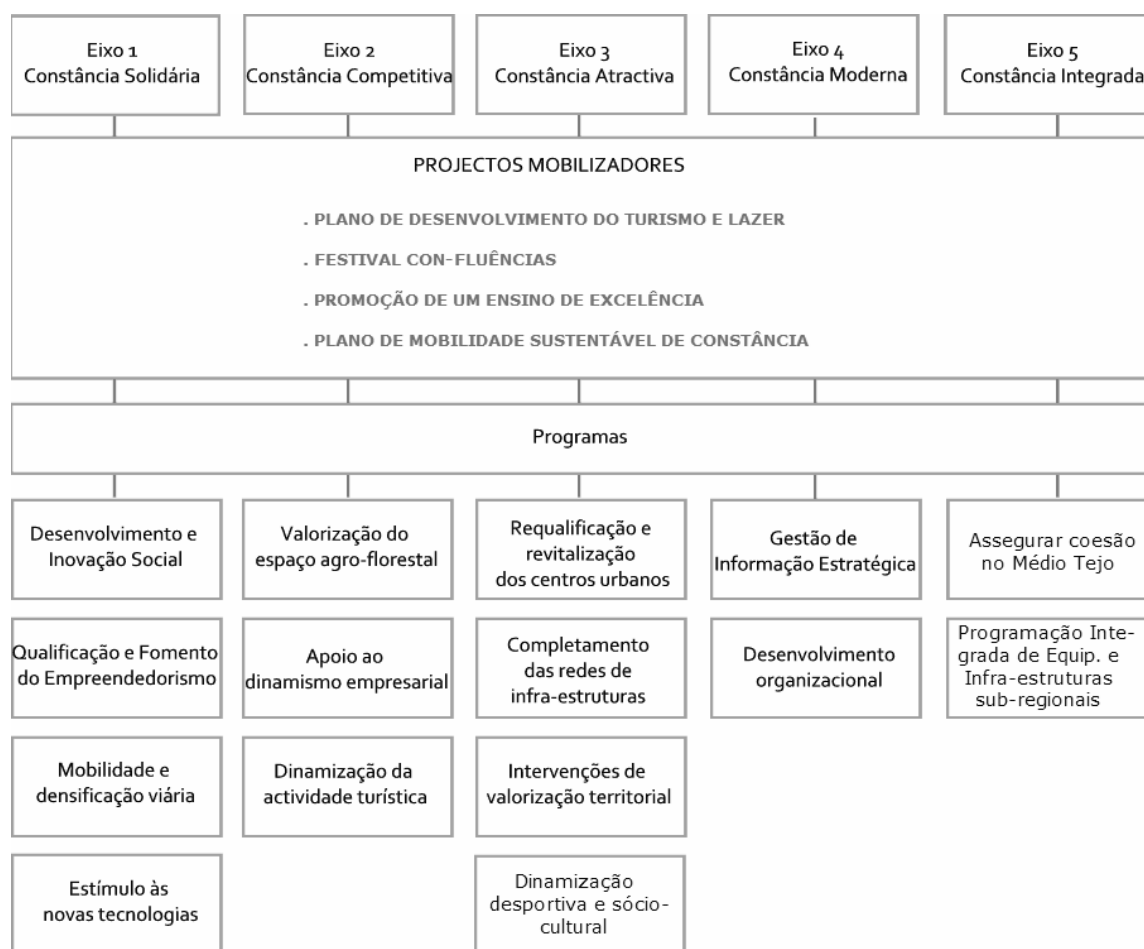 Eixo 1
Constância Solidária
Eixo 2
Constância Competitiva
Eixo 3
Constância Atractiva
Eixo 4
Constância Moderna
Eixo 5
Constância Integrada
PROJECTOS MOBILIZADORES
. PLANO DE DESENVOLVIMENTO DO TURISMO E LAZER
. FESTIVAL CON-FLUÊNCIAS
. PROMOÇÃO DE UM ENSINO DE EXCELÊNCIA
. PLANO DE MOBILIDADE SUSTENTÁVEL DE CONSTÂNCIA
Programas
Desenvolvimento e
Inovação Social
Valorização do
espaço agro-florestal
Requalificação e
revitalização
dos centros urbanos
Gestão de
Informação Estratégica
Assegurar coesão
no Médio Tejo
Qualificação e Fomento
do Empreendedorismo
Apoio ao
dinamismo empresarial
Completamento
das redes de
infra-estruturas
Desenvolvimento
organizacional
Programação Inte-
grada de Equip. e
Infra-estruturas
sub-regionais
Mobilidade e
densificação viária
Dinamização da
actividade turística
Intervenções de
valorização territorial
Estímulo às
novas tecnologias
Dinamização
desportiva e sócio-
cultural